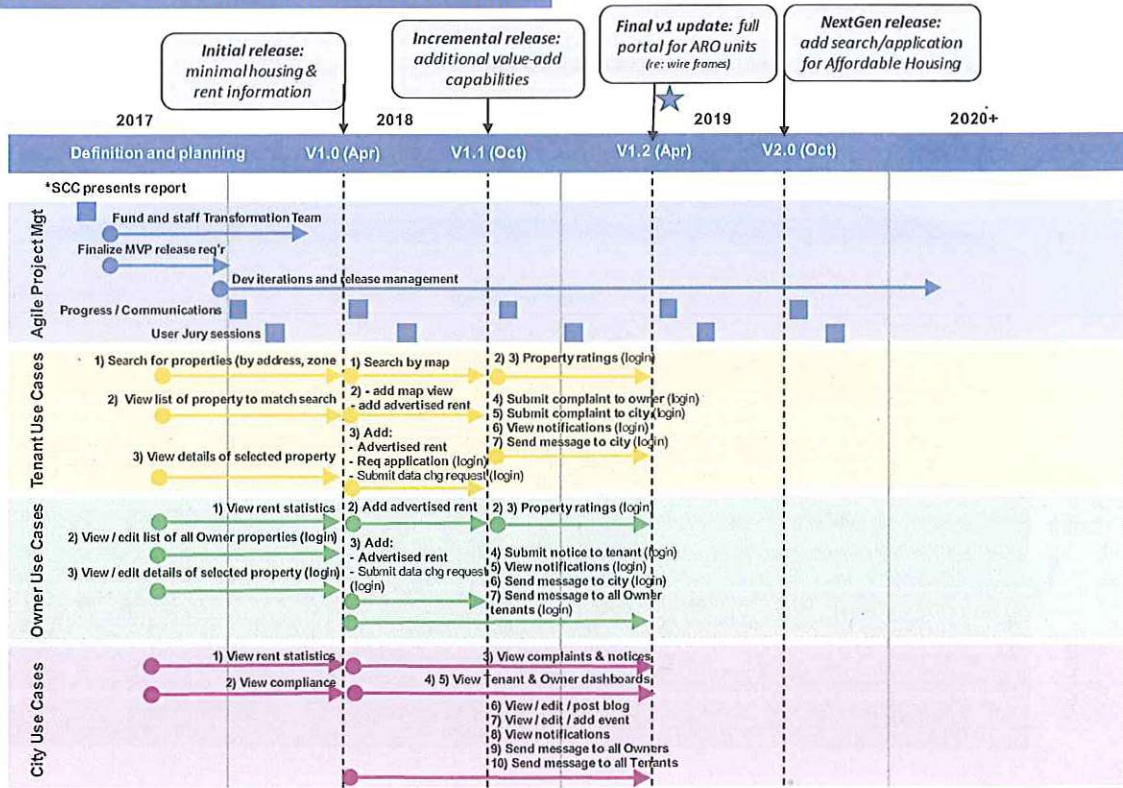 Initial release:
minimal housing &
rent information
Incremental release:
additional value-add
capabilities
Final v1 update: full
portal for ARO units
(re: wire frames)
NextGen release:
add search/application
for Affordable Housing
2017
2018
2019
2020+
Definition and planning
V1.0 (Apr)
V1.1 (Oct)
V1.2 (Apr)
V2.0 (Oct)
*SCC presents report
Agile Project Mgt
Fund and staff Transformation Team
Finalize MVP release req'r
Dev iterations and release management
Progress / Communications
User Jury sessions
Tenant Use Cases
1) Search for properties (by address, zone
2) View list of property to match search
3) View details of selected property
1) Search by map
2) - add map view
- add advertised rent
3) Add:
- Advertised rent
- Req application (login)
- Submit data chg request (login)
2) 3) Property ratings (login)
4) Submit complaint to owner (login)
5) Submit complaint to city (login)
6) View notifications (login)
7) Send message to city (login)
Owner Use Cases
1) View rent statistics
2) View / edit list of all Owner properties (login)
3) View / edit details of selected property (login)
2) Add advertised rent
3) Add:
- Advertised rent
- Submit data chg request
(login)
2) 3) Property ratings (login)
4) Submit notice to tenant (login)
5) View notifications (login)
6) Send message to city (login)
7) Send message to all Owner
tenants (login)
City Use Cases
1) View rent statistics
2) View compliance
3) View complaints & notices
4) 5) View Tenant & Owner dashboards
6) View / edit / post blog
7) View / edit / add event
8) View notifications
9) Send message to all Owners
10) Send message to all Tenants